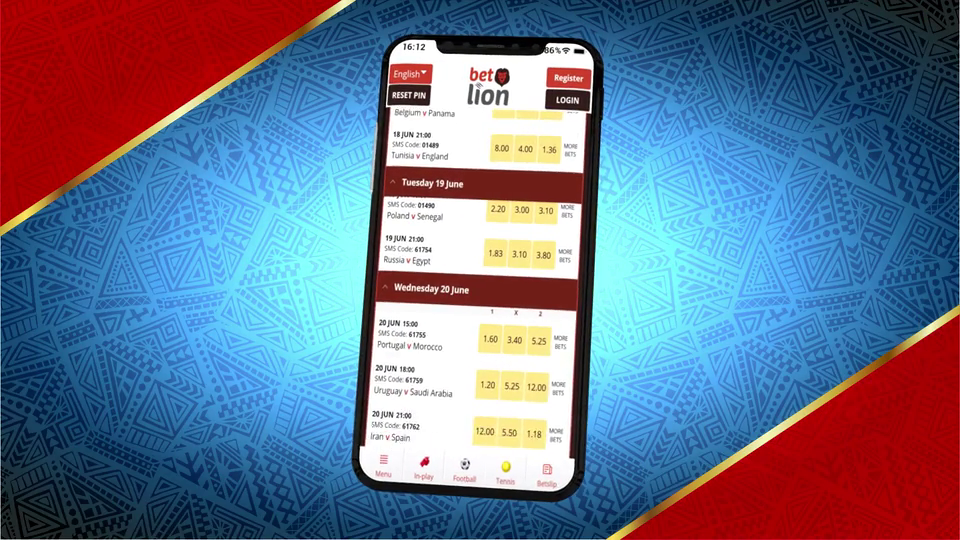 16:12
86%
English
bet
lion
Register
RESET PIN
LOGIN
Belgium v Panama
18 JUN 21:00
SMS Code: 01489
Tunisia v England
8.00 4.00 1.36 MORE BETS
Tuesday 19 June
SMS Code: 01490
Poland v Senegal
2.20 3.00 3.10 MORE BETS
19 JUN 21:00
SMS Code: 61754
Russia v Egypt
1.83 3.10 3.80 MORE BETS
Wednesday 20 June
1 X 2
20 JUN 15:00
SMS Code: 61755
Portugal v Morocco
1.60 3.40 5.25 MORE BETS
20 JUN 18:00
SMS Code: 61759
Uruguay v Saudi Arabia
1.20 5.25 12.00 MORE BETS
20 JUN 21:00
SMS Code: 61762
Iran v Spain
12.00 5.50 1.18 MORE BETS
Menu In-play Football Tennis Betslip